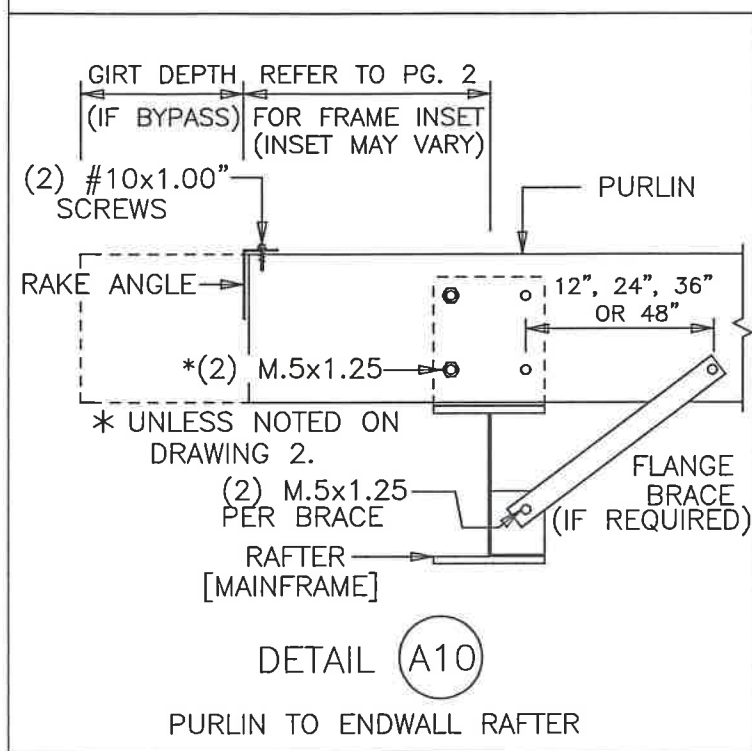 GIRT DEPTH
REFER TO PG. 2
(IF BYPASS)
FOR FRAME INSET
(INSET MAY VARY)
(2) #10x1.00"
SCREWS
PURLIN
RAKE ANGLE
12", 24", 36"
OR 48"
*(2) M.5x1.25
* UNLESS NOTED ON
DRAWING 2.
(2) M.5x1.25
PER BRACE
FLANGE
BRACE
(IF REQUIRED)
RAFTER
[MAINFRAME]
DETAIL A10
PURLIN TO ENDWALL RAFTER